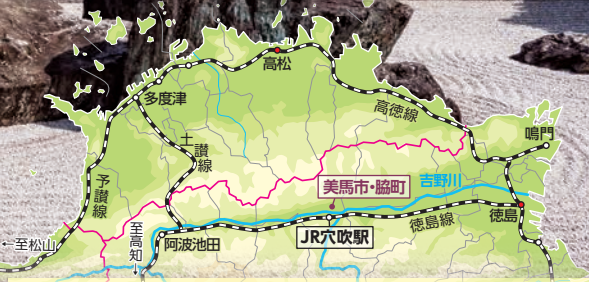 高松
多度津
高徳線
鳴門
土讃線
予讃線
美馬市・脇町
吉野川
徳島
至高知
徳島線
←至松山
阿波池田
JR穴吹駅